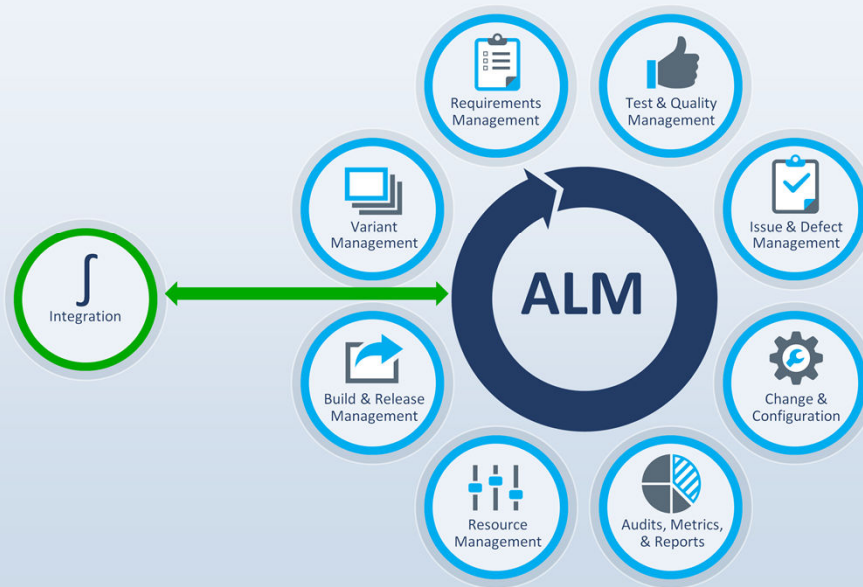 Requirements
Management
Test & Quality
Management
Variant
Management
Issue & Defect
Management
∫
Integration
ALM
Build & Release
Management
Change &
Configuration
Resource
Management
Audits, Metrics,
& Reports